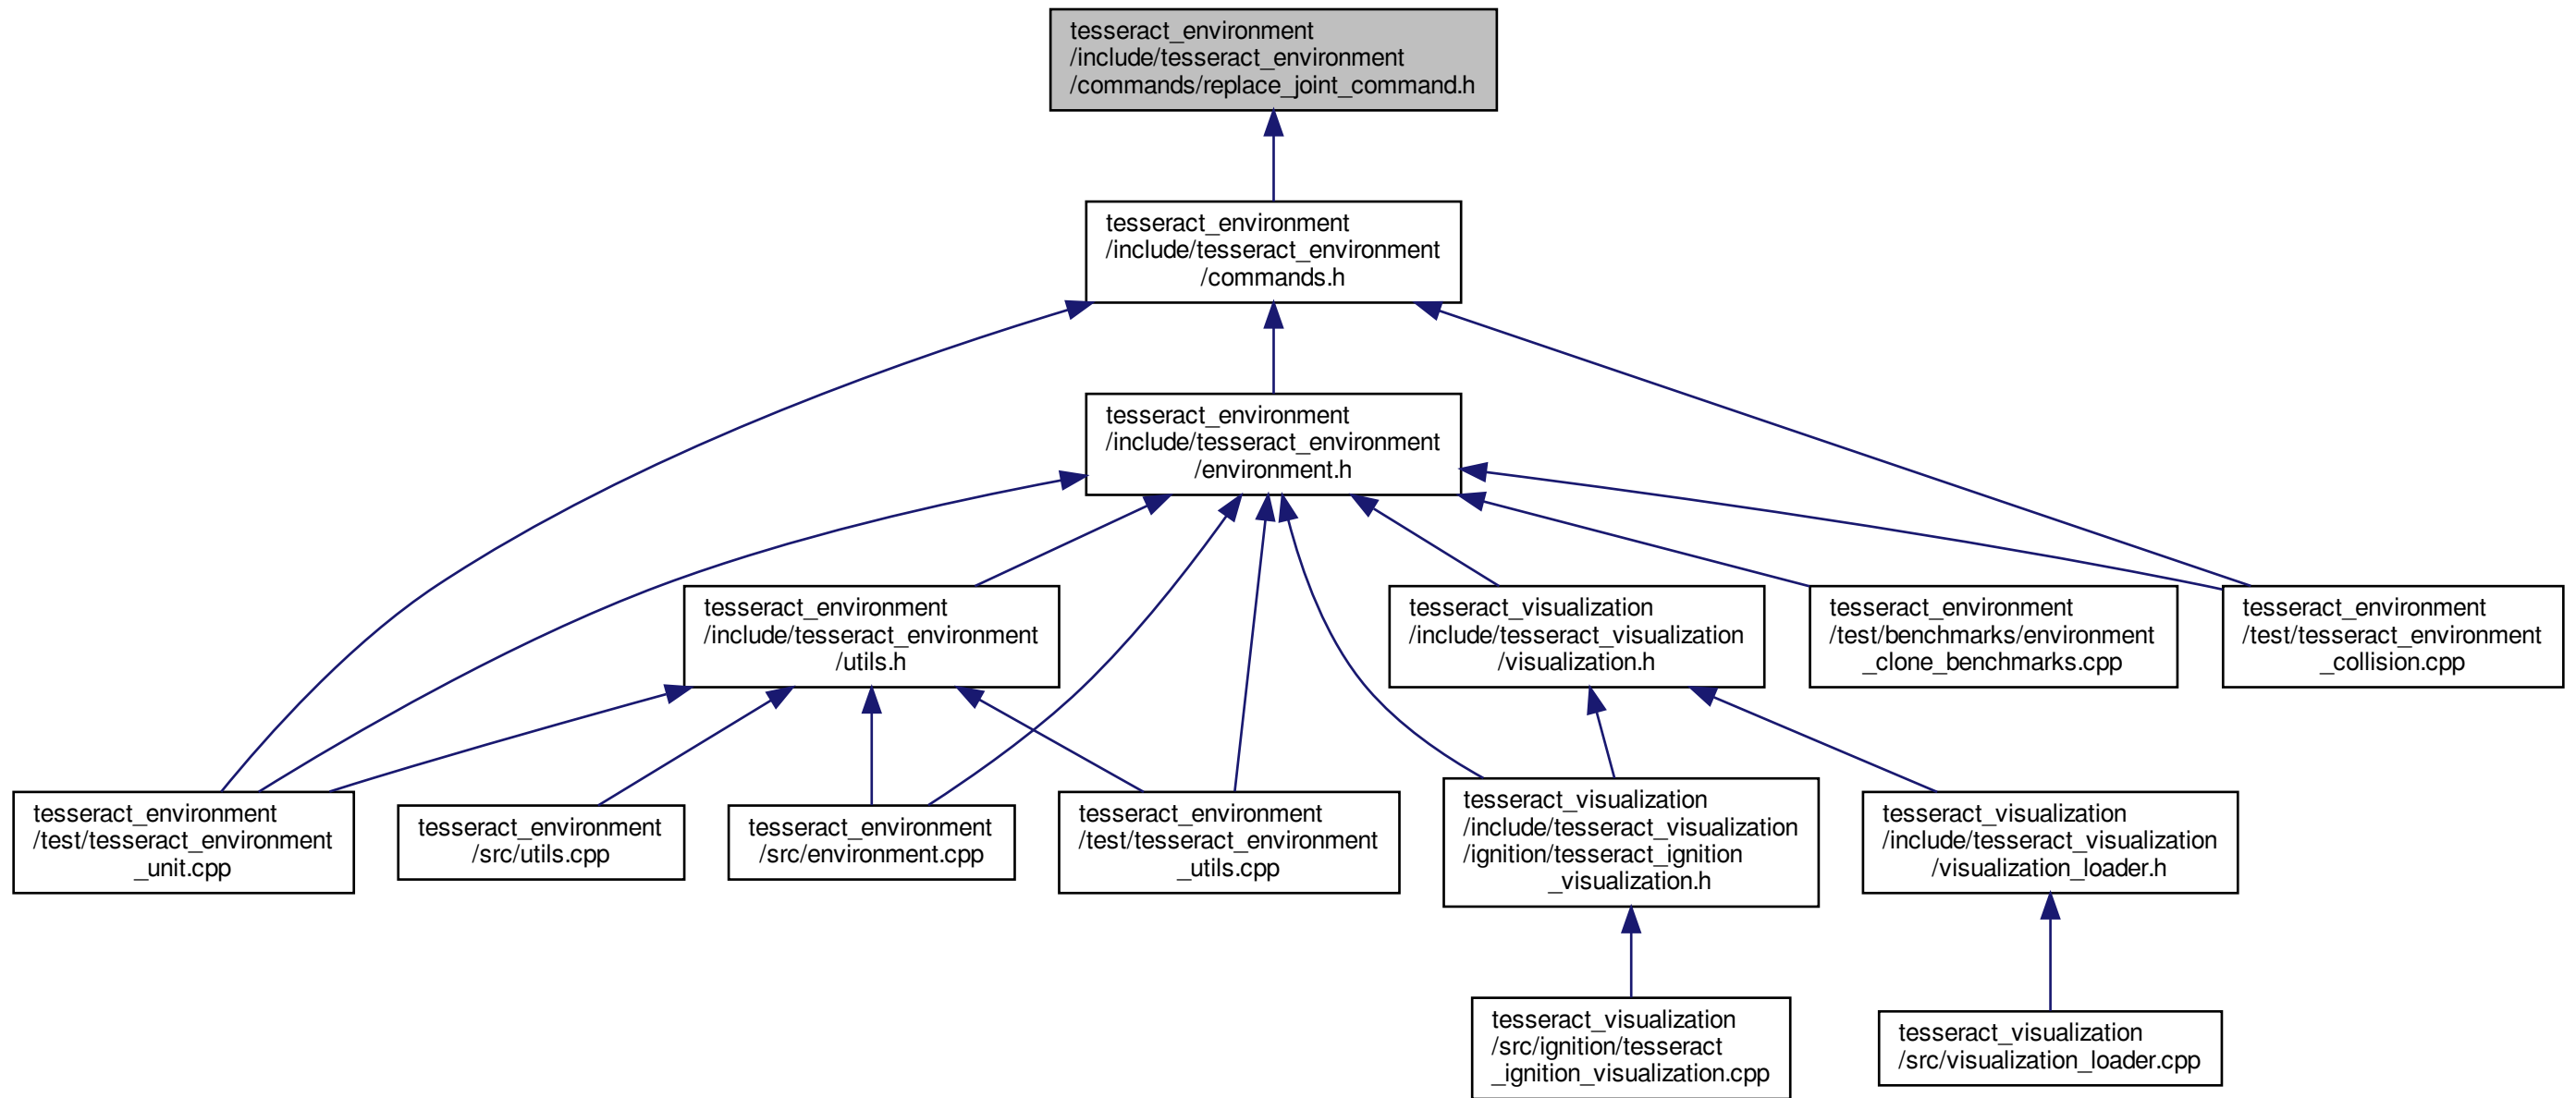 tesseract_environment
/include/tesseract_environment
/commands/replace_joint_command.h
tesseract_environment
/include/tesseract_environment
/commands.h
tesseract_environment
/include/tesseract_environment
/environment.h
tesseract_environment
/include/tesseract_environment
/utils.h
tesseract_visualization
/include/tesseract_visualization
/visualization.h
tesseract_environment
/test/benchmarks/environment
_clone_benchmarks.cpp
tesseract_environment
/test/tesseract_environment
_collision.cpp
tesseract_environment
/test/tesseract_environment
_unit.cpp
tesseract_environment
/src/utils.cpp
tesseract_environment
/src/environment.cpp
tesseract_environment
/test/tesseract_environment
_utils.cpp
tesseract_visualization
/include/tesseract_visualization
/ignition/tesseract_ignition
_visualization.h
tesseract_visualization
/include/tesseract_visualization
/visualization_loader.h
tesseract_visualization
/src/ignition/tesseract
_ignition_visualization.cpp
tesseract_visualization
/src/visualization_loader.cpp